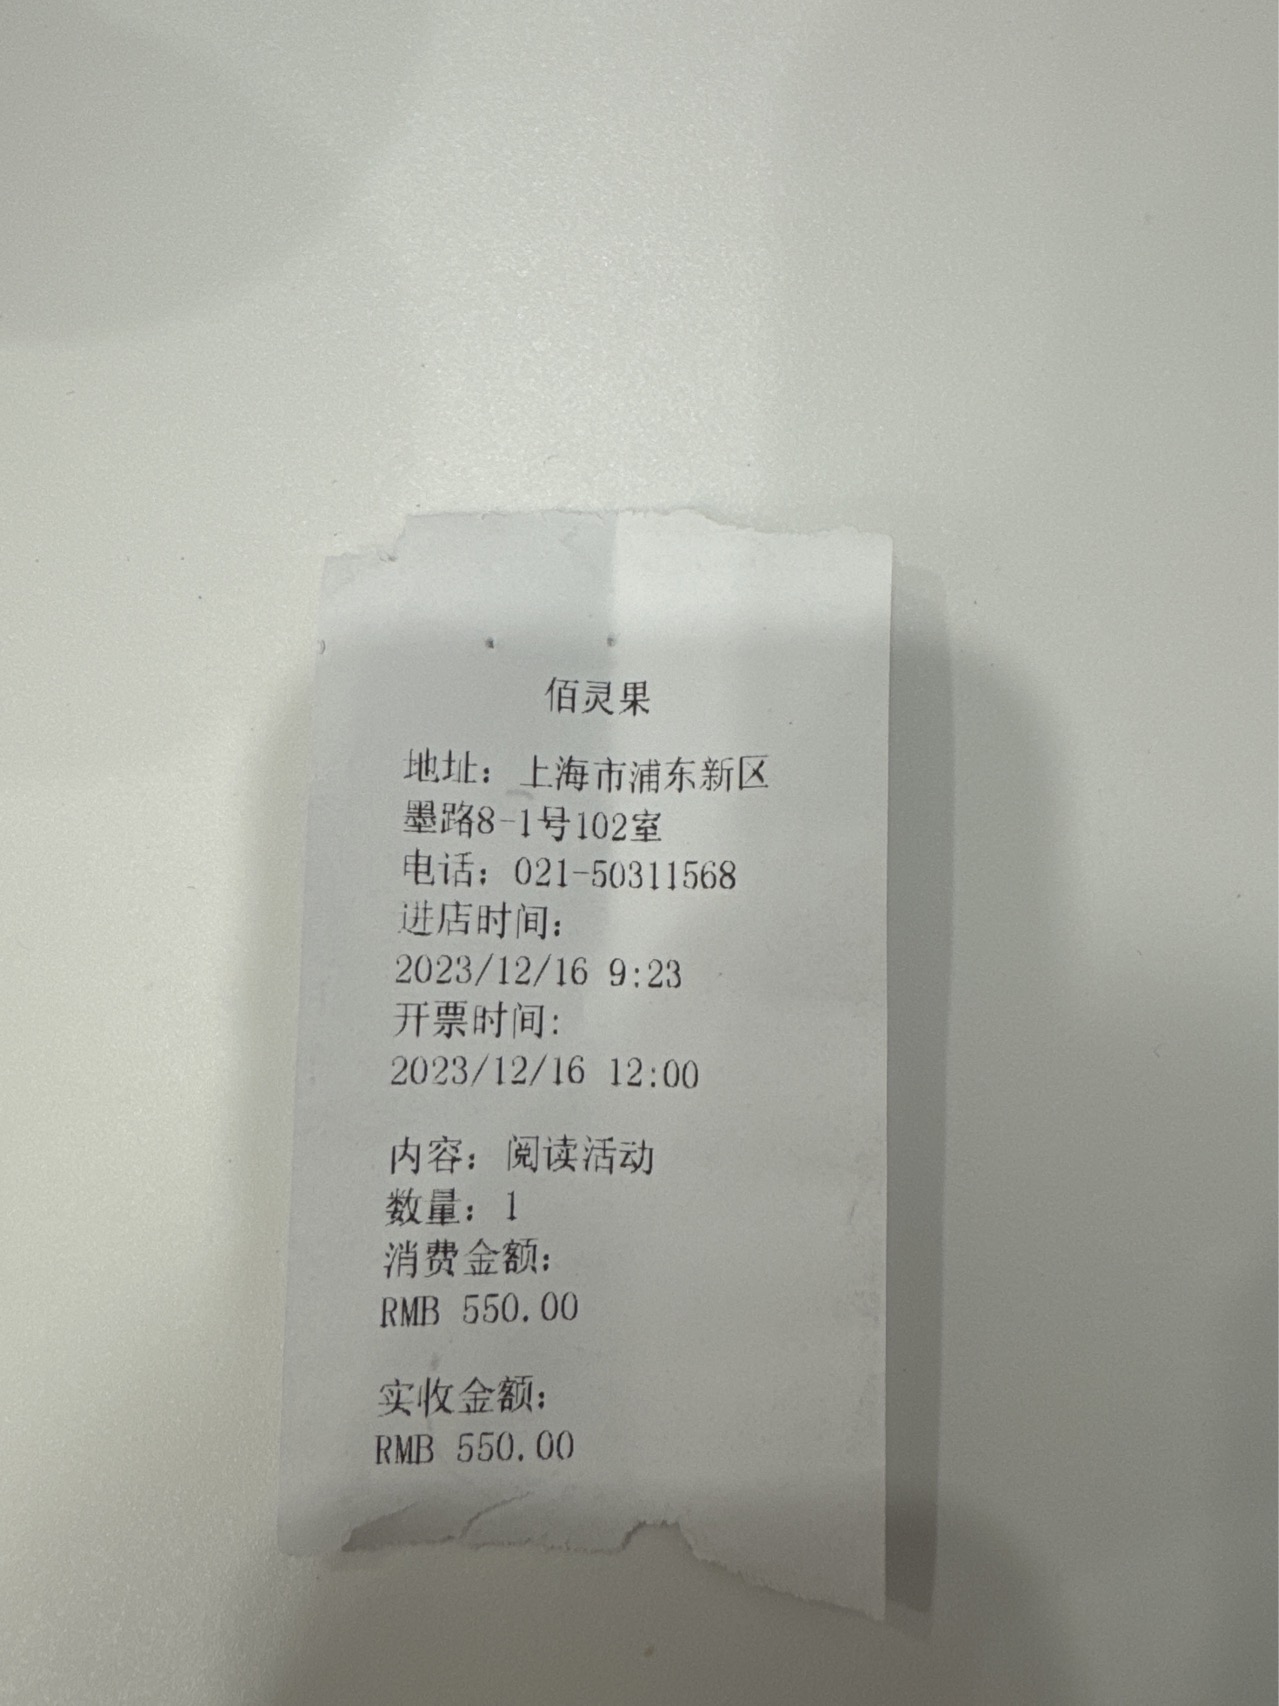 佰灵果
地址：上海市浦东新区
墨路8-1号102室
电话：021-50311568
进店时间：
2023/12/16 9:23
开票时间：
2023/12/16 12:00
内容：阅读活动
数量：1
消费金额：
RMB 550.00
实收金额：
RMB 550.00